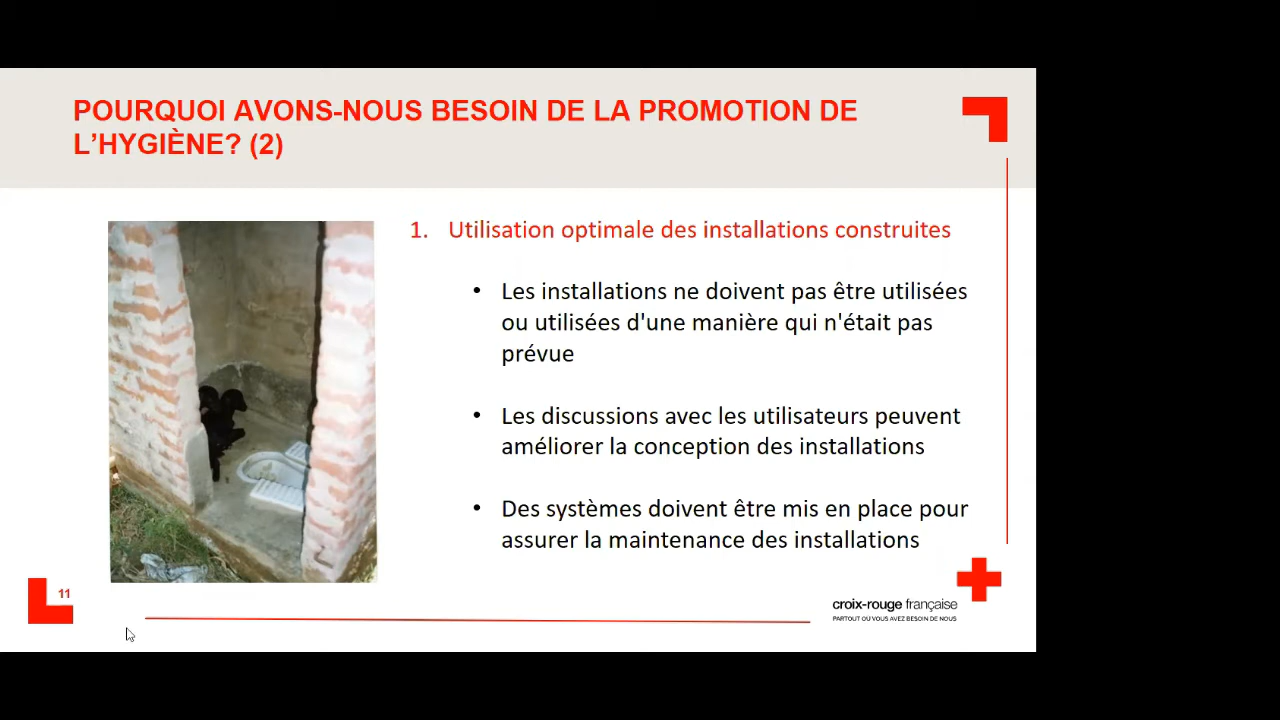 POURQUOI AVONS-NOUS BESOIN DE LA PROMOTION DE
L'HYGIÈNE? (2)
1. Utilisation optimale des installations construites
• Les installations ne doivent pas être utilisées
ou utilisées d'une manière qui n'était pas
prévue
• Les discussions avec les utilisateurs peuvent
améliorer la conception des installations
• Des systèmes doivent être mis en place pour
assurer la maintenance des installations
11
croix-rouge française
PARTOUT OÙ VOUS AVEZ BESOIN DE NOUS